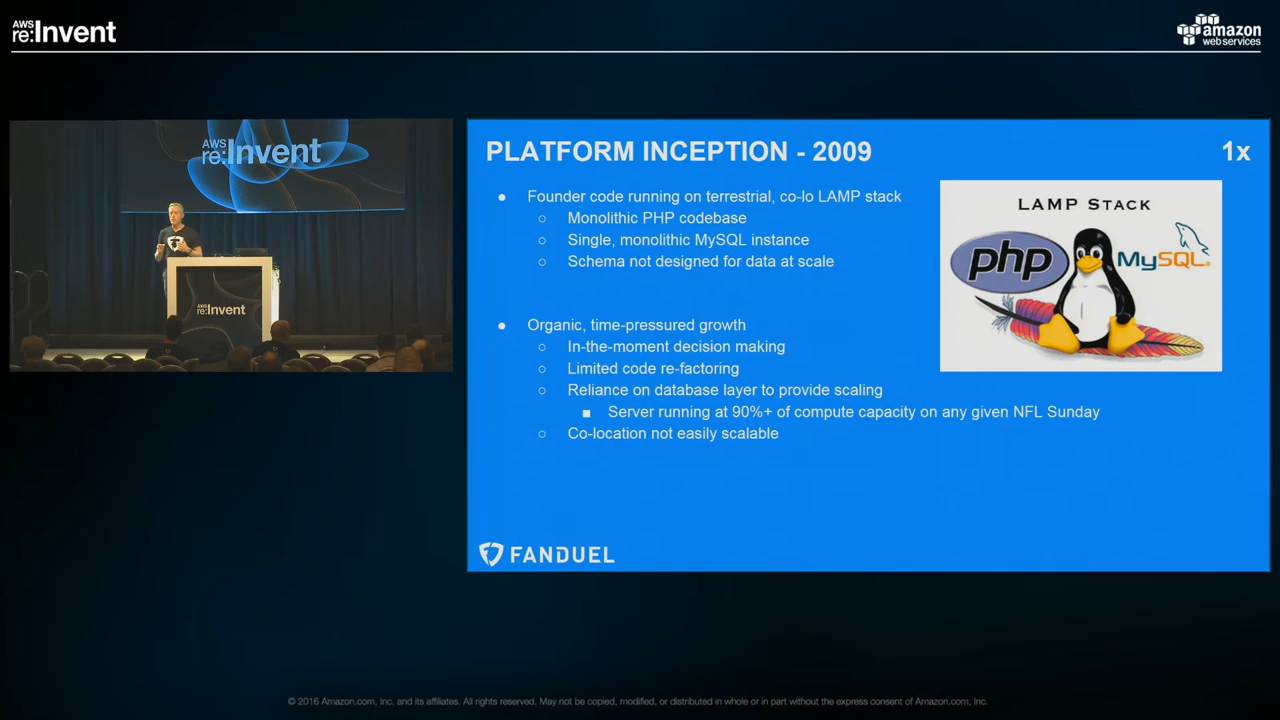 AWS
re:Invent
amazon
webservices
AWS
re:Invent
AWS
re:Invent
PLATFORM INCEPTION - 2009
1x
● Founder code running on terrestrial, co-lo LAMP stack
○ Monolithic PHP codebase
○ Single, monolithic MySQL instance
○ Schema not designed for data at scale
LAMP STACK
php
MySQL®
● Organic, time-pressured growth
○ In-the-moment decision making
○ Limited code re-factoring
○ Reliance on database layer to provide scaling
■ Server running at 90%+ of compute capacity on any given NFL Sunday
○ Co-location not easily scalable
FANDUEL
© 2016 Amazon.com, Inc. and its affiliates. All rights reserved. May not be copied, modified, or distributed in whole or in part without the express consent of Amazon.com, Inc.